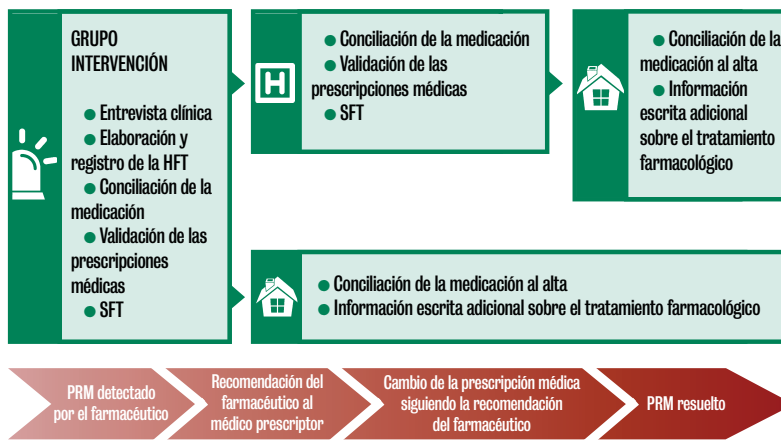 GRUPO
INTERVENCIÓN
● Entrevista clínica
● Elaboración y
registro de la HFT
● Conciliación de la
medicación
● Validación de las
prescripciones
médicas
● SFT
H
● Conciliación de la medicación
● Validación de las
prescripciones médicas
● SFT
● Conciliación de la
medicación al alta
● Información
escrita adicional
sobre el tratamiento
farmacológico
● Conciliación de la medicación al alta
● Información escrita adicional sobre el tratamiento farmacológico
PRM detectado
por el farmacéutico
Recomendación del
farmacéutico al
médico prescriptor
Cambio de la prescripción médica
siguiendo la recomendación
del farmacéutico
PRM resuelto